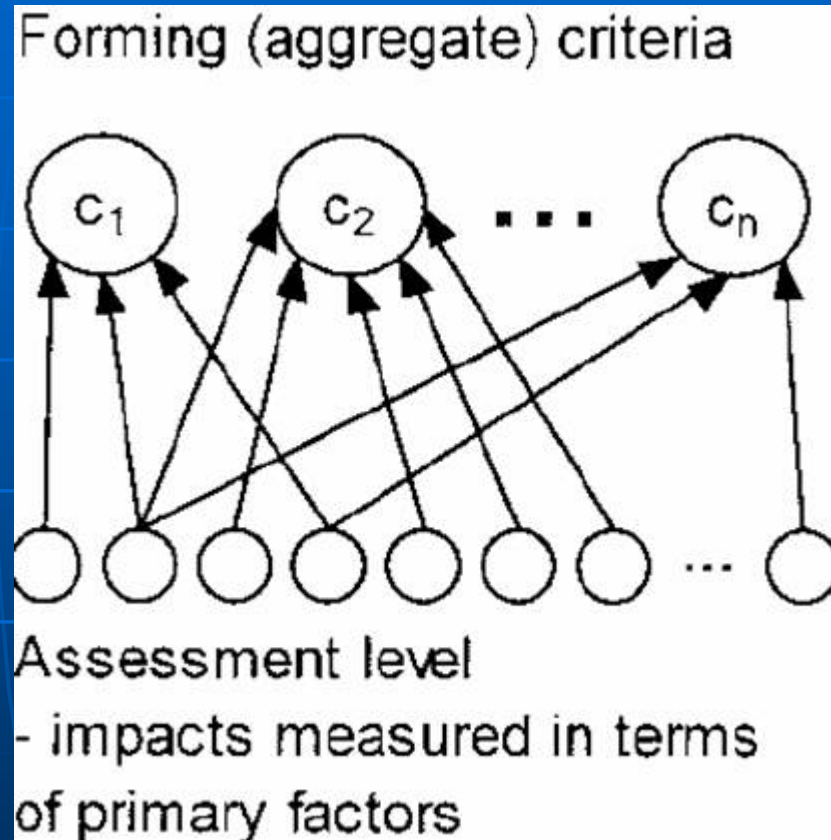 Forming (aggregate) criteria
c₁ c₂ ... cₙ
...
Assessment level
- impacts measured in terms
of primary factors